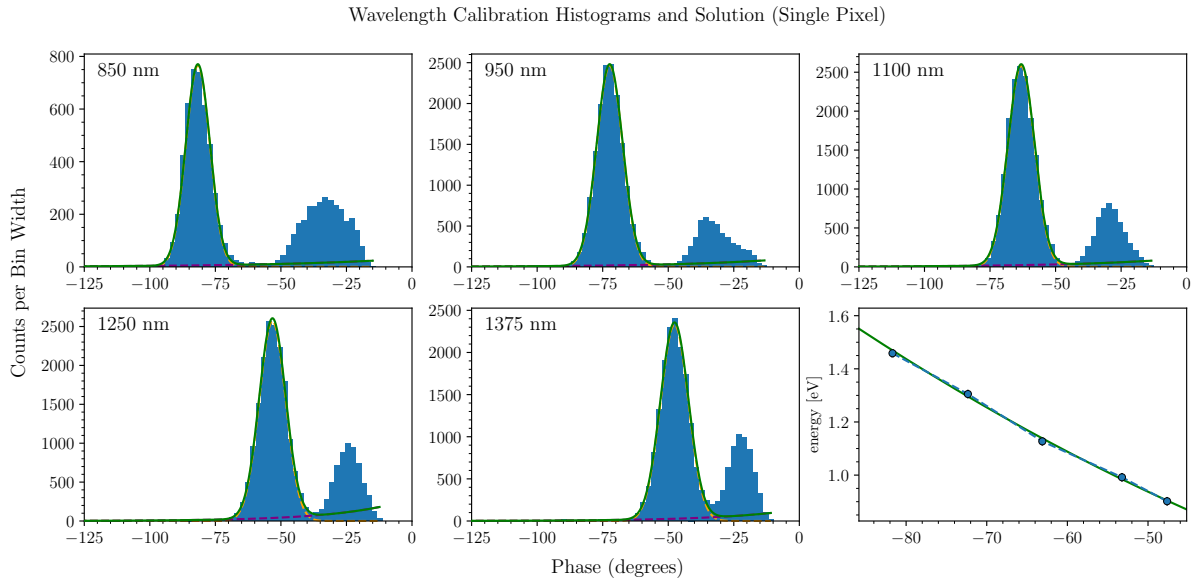 Wavelength Calibration Histograms and Solution (Single Pixel)
Counts per Bin Width
850 nm
800
600
400
200
0
−125 −100 −75 −50 −25 0
950 nm
2500
2000
1500
1000
500
0
−125 −100 −75 −50 −25 0
1100 nm
2500
2000
1500
1000
500
0
−125 −100 −75 −50 −25 0
1250 nm
2500
2000
1500
1000
500
0
−125 −100 −75 −50 −25 0
1375 nm
2500
2000
1500
1000
500
0
−125 −100 −75 −50 −25 0
energy [eV]
1.6
1.4
1.2
1.0
−80 −70 −60 −50
Phase (degrees)